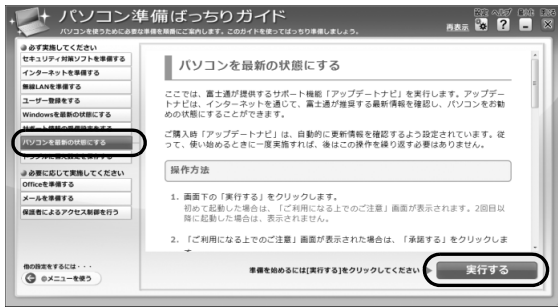 パソコン準備ばっちりガイド
パソコンを使うために必要な準備を順番にご案内します。このガイドを使ってばっちり準備しましょう。
再表示
必ず実施してください
セキュリティ対策ソフトを準備する
インターネットを準備する
無線LANを準備する
ユーザー登録をする
Windowsを最新の状態にする
パソコンを最新の状態にする
必要に応じて実施してください
Officeを準備する
メールを準備する
保護者によるアクセス制御を行う
他の設定をするには・・・
@メニューを使う
パソコンを最新の状態にする
ここでは、富士通が提供するサポート機能「アップデートナビ」を実行します。アップデー
トナビは、インターネットを通じて、富士通が推奨する最新情報を確認し、パソコンをお勧
めの状態にすることができます。
ご購入時「アップデートナビ」は、自動的に更新情報を確認するよう設定されています。従
って、使い始めるときに一度実施すれば、後はこの操作を繰り返す必要はありません。
操作方法
1. 画面下の「実行する」をクリックします。
初めて起動した場合は、「ご利用になる上でのご注意」画面が表示されます。2回目以
降に起動した場合は、表示されません。
2. 「ご利用になる上でのご注意」画面が表示された場合は、「承諾する」をクリックしま
準備を始めるには[実行する]をクリックしてください
実行する